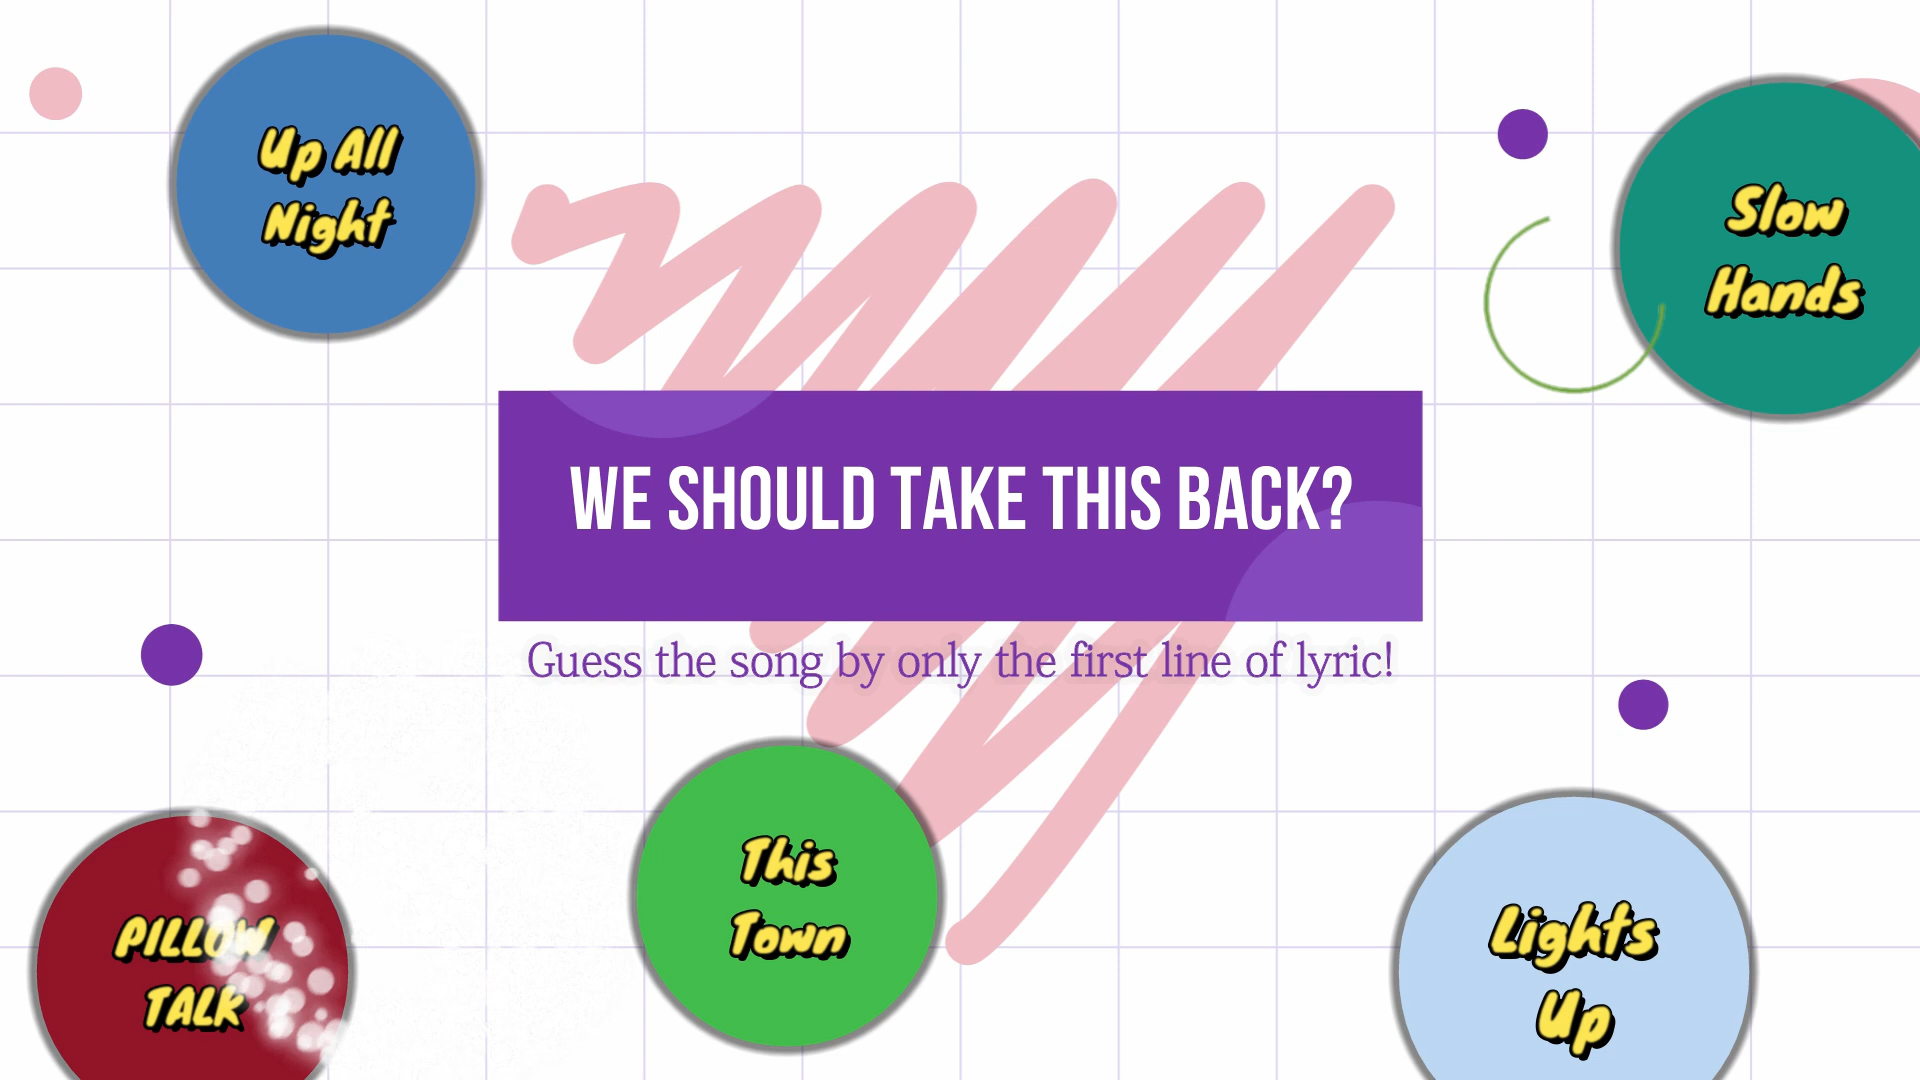 Up All
Night
Slow
Hands
WE SHOULD TAKE THIS BACK?
Guess the song by only the first line of lyric!
This
Town
PILLOW
TALK
Lights
Up